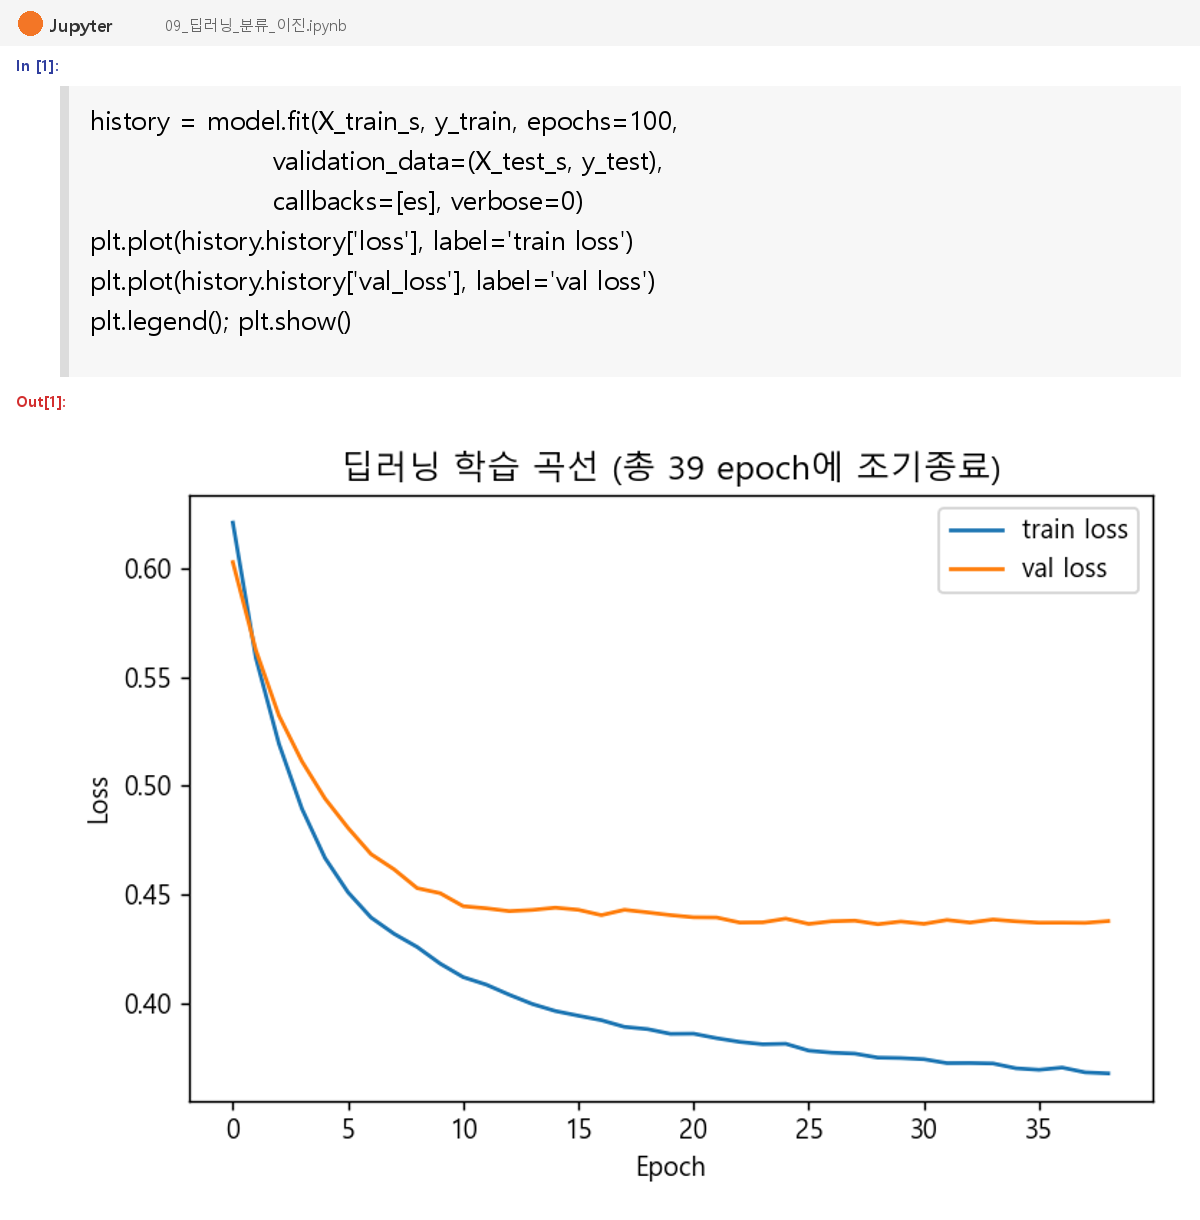 Jupyter 09_딥러닝_분류_이진.ipynb
In [1]:
history = model.fit(X_train_s, y_train, epochs=100,
validation_data=(X_test_s, y_test),
callbacks=[es], verbose=0)
plt.plot(history.history['loss'], label='train loss')
plt.plot(history.history['val_loss'], label='val loss')
plt.legend(); plt.show()
Out[1]:
딥러닝 학습 곡선 (총 39 epoch에 조기종료)
train loss
val loss
0.60
0.55
0.50
0.45
0.40
Loss
0 5 10 15 20 25 30 35
Epoch